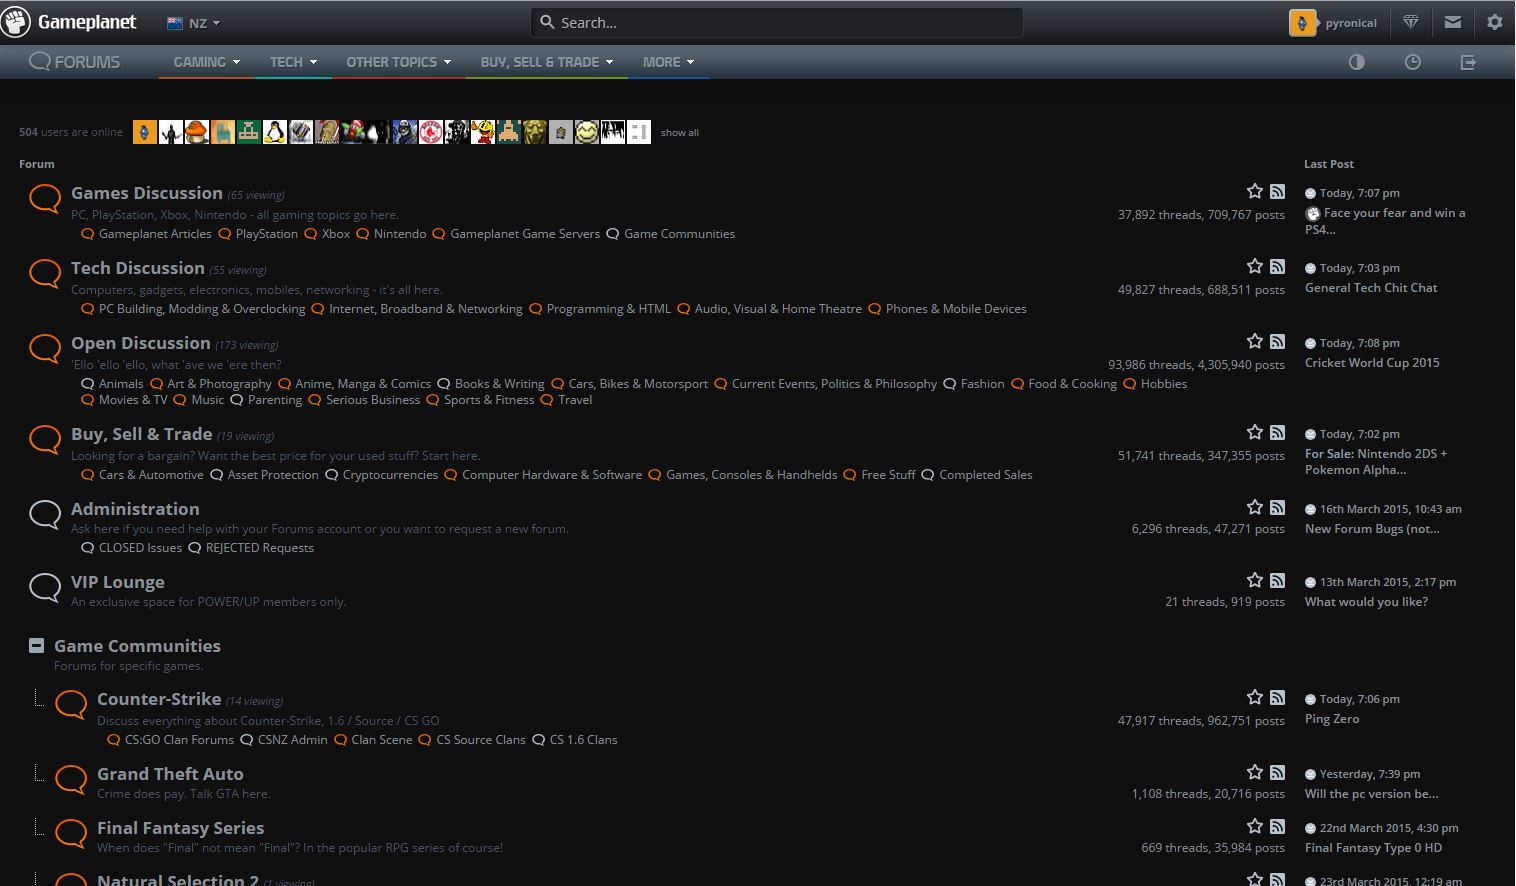 Gameplanet NZ Search... pyronical
FORUMS GAMING TECH OTHER TOPICS BUY, SELL & TRADE MORE
504 users are online show all
Forum Last Post
Games Discussion (65 viewing) Today, 7:07 pm
PC, PlayStation, Xbox, Nintendo - all gaming topics go here. 37,892 threads, 709,767 posts Face your fear and win a
PS4...
Gameplanet Articles PlayStation Xbox Nintendo Gameplanet Game Servers Game Communities
Tech Discussion (55 viewing) Today, 7:03 pm
Computers, gadgets, electronics, mobiles, networking - it's all here. 49,827 threads, 688,511 posts General Tech Chit Chat
PC Building, Modding & Overclocking Internet, Broadband & Networking Programming & HTML Audio, Visual & Home Theatre Phones & Mobile Devices
Open Discussion (173 viewing) Today, 7:08 pm
'Ello 'ello 'ello, what 'ave we 'ere then? 93,986 threads, 4,305,940 posts Cricket World Cup 2015
Animals Art & Photography Anime, Manga & Comics Books & Writing Cars, Bikes & Motorsport Current Events, Politics & Philosophy Fashion Food & Cooking Hobbies
Movies & TV Music Parenting Serious Business Sports & Fitness Travel
Buy, Sell & Trade (19 viewing) Today, 7:02 pm
Looking for a bargain? Want the best price for your used stuff? Start here. 51,741 threads, 347,355 posts For Sale: Nintendo 2DS +
Pokemon Alpha...
Cars & Automotive Asset Protection Cryptocurrencies Computer Hardware & Software Games, Consoles & Handhelds Free Stuff Completed Sales
Administration 16th March 2015, 10:43 am
Ask here if you need help with your Forums account or you want to request a new forum. 6,296 threads, 47,271 posts New Forum Bugs (not...
CLOSED Issues REJECTED Requests
VIP Lounge 13th March 2015, 2:17 pm
An exclusive space for POWER/UP members only. 21 threads, 919 posts What would you like?
Game Communities
Forums for specific games.
Counter-Strike (14 viewing) Today, 7:06 pm
Discuss everything about Counter-Strike, 1.6 / Source / CS GO 47,917 threads, 962,751 posts Ping Zero
CS:GO Clan Forums CSNZ Admin Clan Scene CS Source Clans CS 1.6 Clans
Grand Theft Auto Yesterday, 7:39 pm
Crime does pay. Talk GTA here. 1,108 threads, 20,716 posts Will the pc version be...
Final Fantasy Series 22nd March 2015, 4:30 pm
When does "Final" not mean "Final"? In the popular RPG series of course! 669 threads, 35,984 posts Final Fantasy Type 0 HD
Natural Selection 2 (1 viewing) 23rd March 2015, 12:19 am